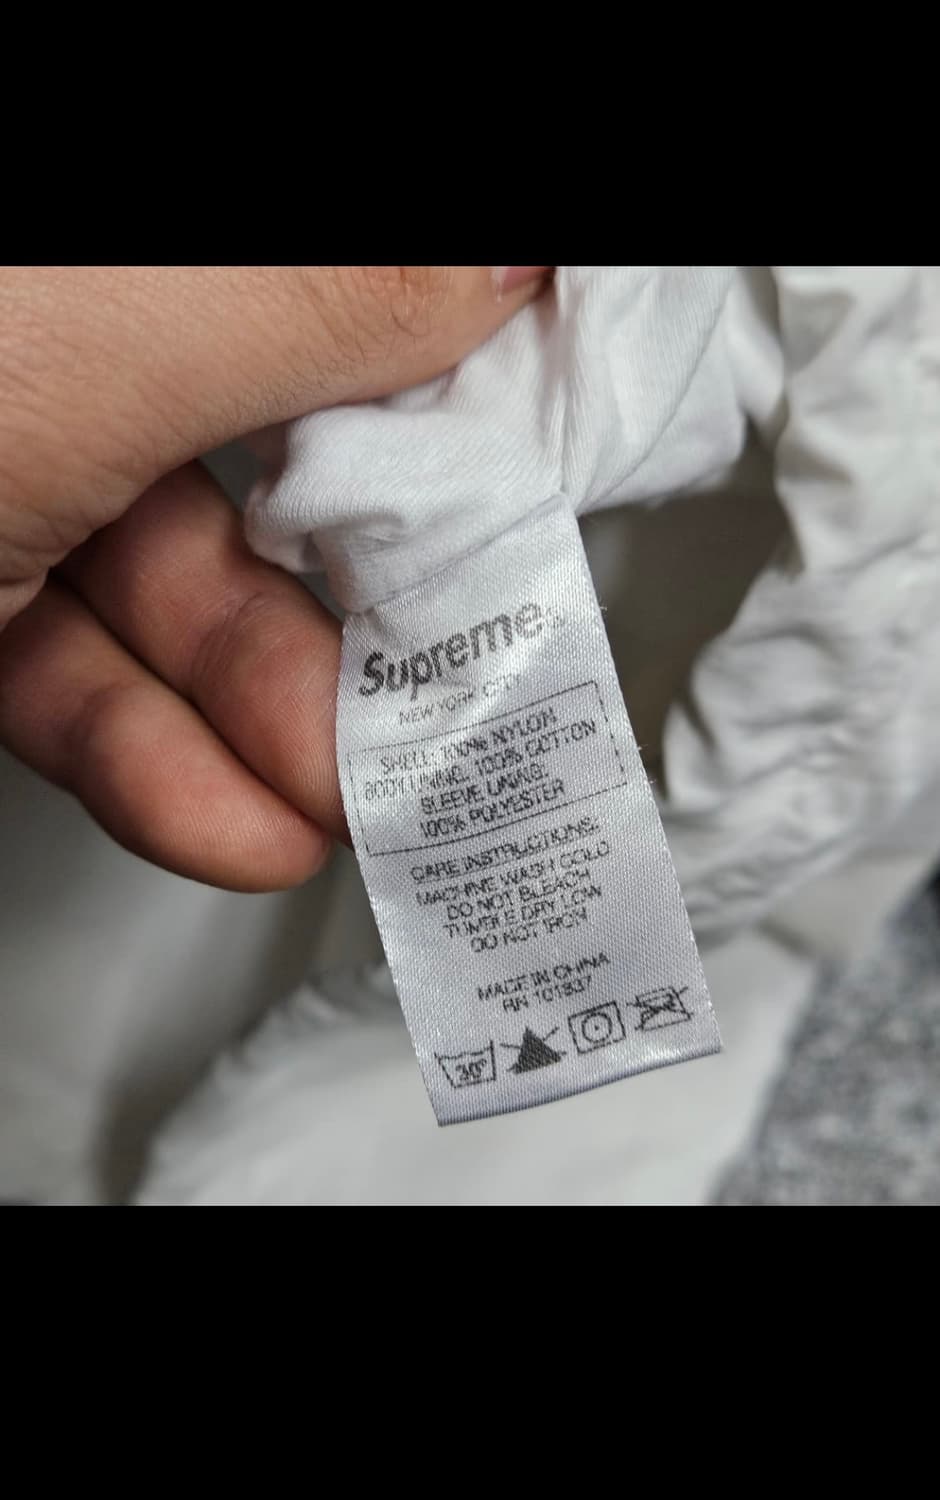 Supreme®
NEW YORK CITY
SHELL: 100% NYLON
BODY LINING: 100% COTTON
SLEEVE LINING:
100% POLYESTER
CARE INSTRUCTIONS:
MACHINE WASH COLD
DO NOT BLEACH
TUMBLE DRY LOW
DO NOT IRON
MADE IN CHINA
RN 101837
30°